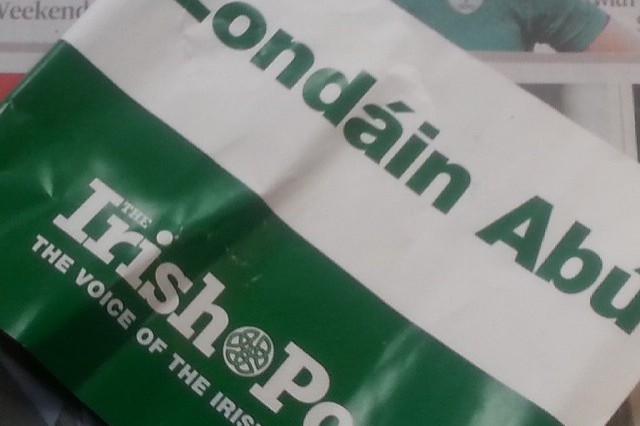 Weekend
Londáin Abú
THE
Irish Po
THE VOICE OF THE IRIS